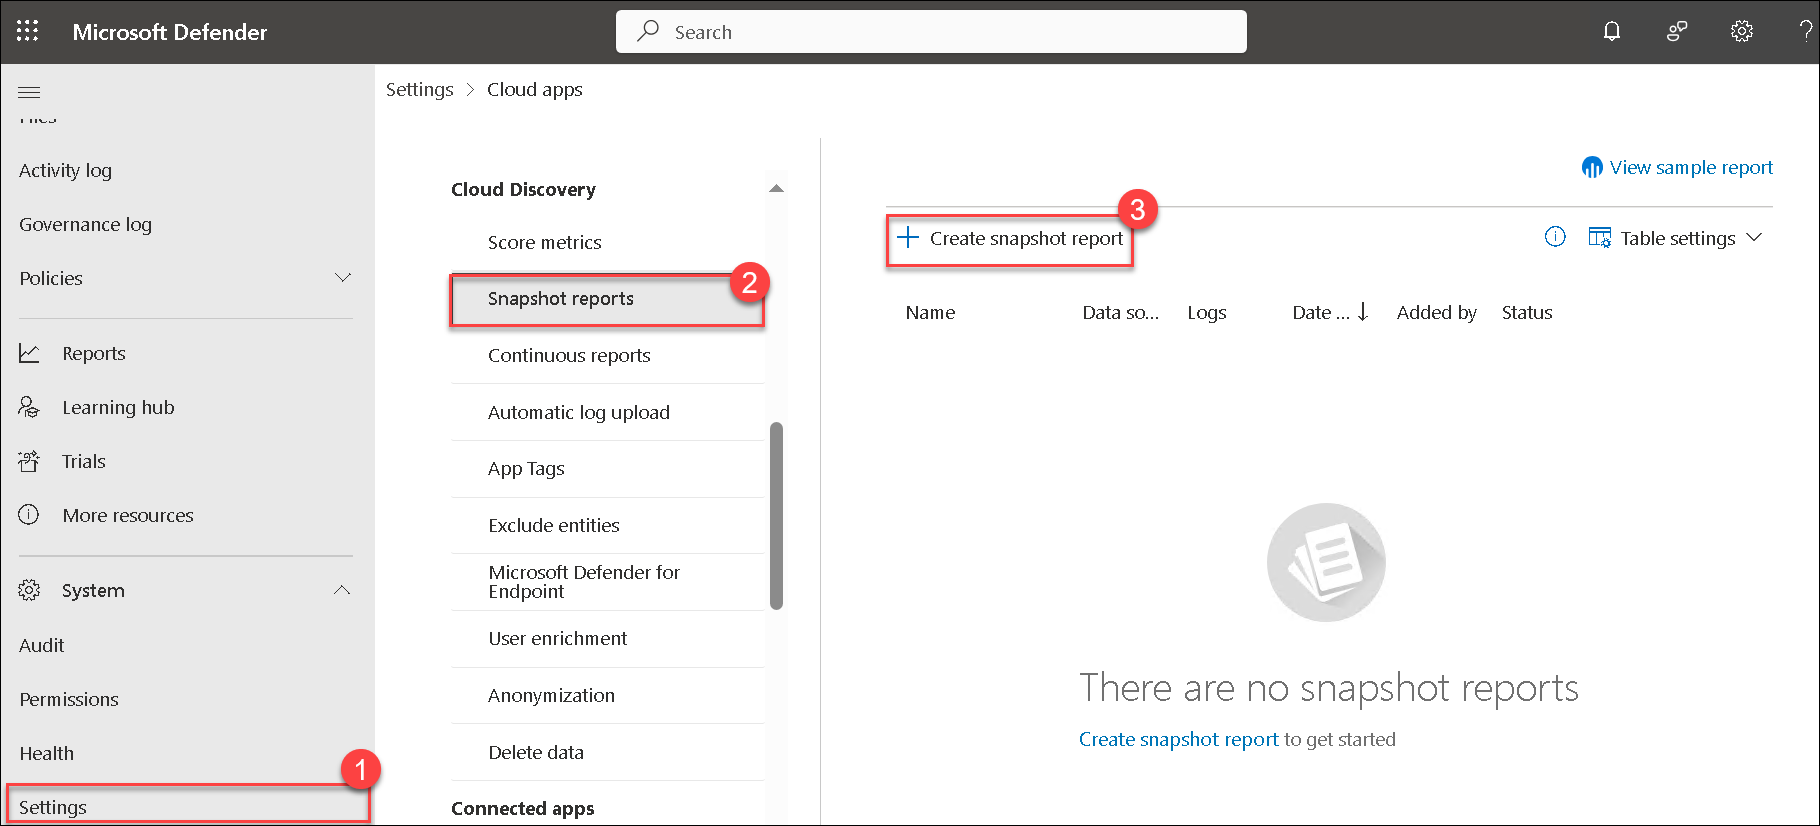 Microsoft Defender
Search
Settings > Cloud apps
Activity log
Governance log
Policies
Reports
Learning hub
Trials
More resources
System
Audit
Permissions
Health
1
Settings
Cloud Discovery
Score metrics
2
Snapshot reports
Continuous reports
Automatic log upload
App Tags
Exclude entities
Microsoft Defender for
Endpoint
User enrichment
Anonymization
Delete data
Connected apps
View sample report
3
Create snapshot report
Table settings
Name Data so... Logs Date ... ↓ Added by Status
There are no snapshot reports
Create snapshot report to get started